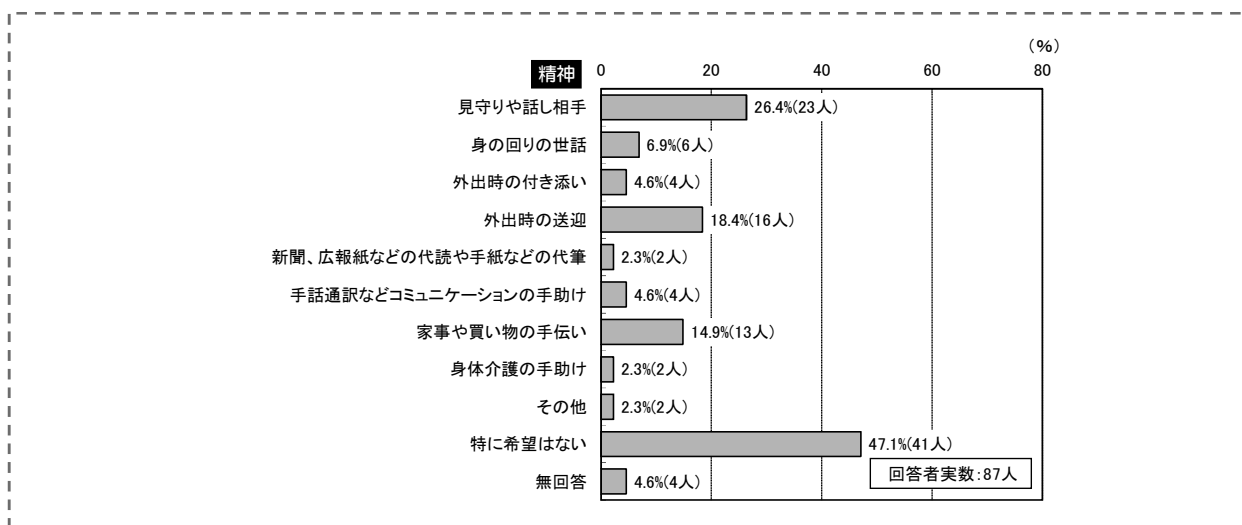 (%)
精神
0 20 40 60 80
見守りや話し相手 26.4%(23人)
身の回りの世話 6.9%(6人)
外出時の付き添い 4.6%(4人)
外出時の送迎 18.4%(16人)
新聞、広報紙などの代読や手紙などの代筆 2.3%(2人)
手話通訳などコミュニケーションの手助け 4.6%(4人)
家事や買い物の手伝い 14.9%(13人)
身体介護の手助け 2.3%(2人)
その他 2.3%(2人)
特に希望はない 47.1%(41人)
回答者実数:87人
無回答 4.6%(4人)